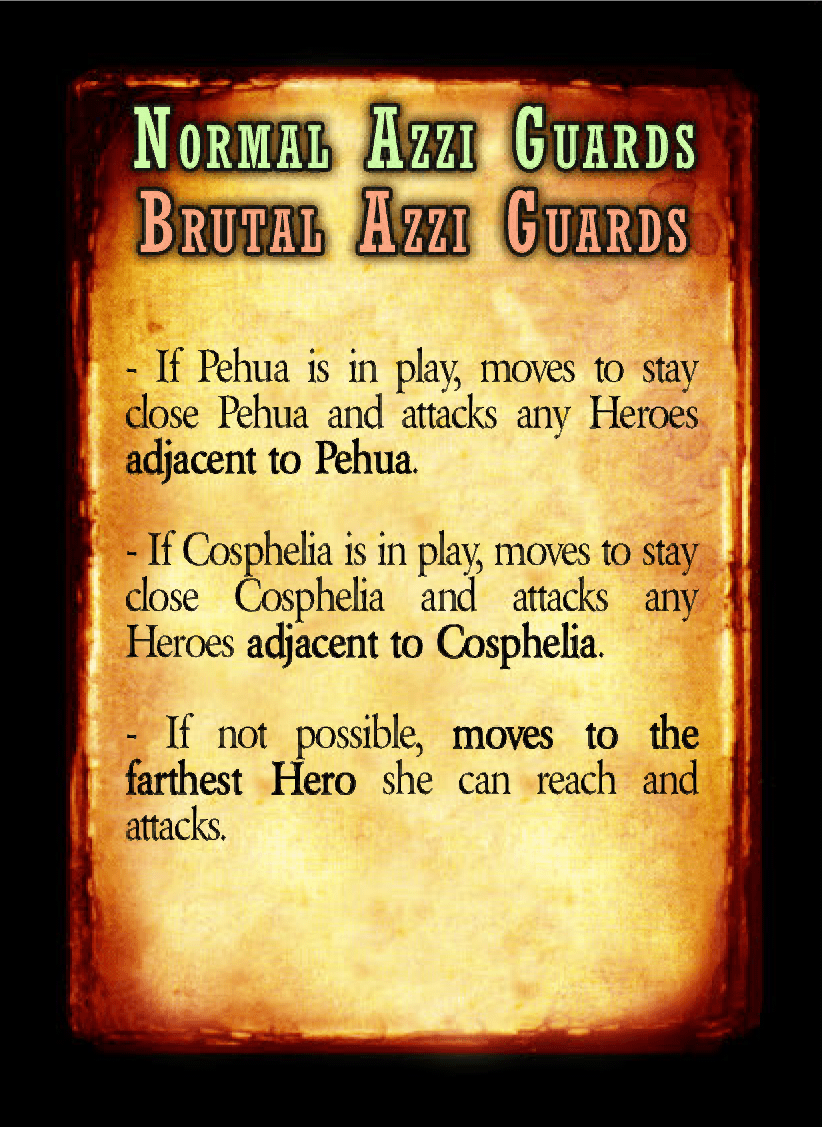 Normal Azzi Guards
Brutal Azzi Guards
- If Pehua is in play, moves to stay
close Pehua and attacks any Heroes
adjacent to Pehua.
- If Cosphelia is in play, moves to stay
close Cosphelia and attacks any
Heroes adjacent to Cosphelia.
- If not possible, moves to the
farthest Hero she can reach and
attacks.